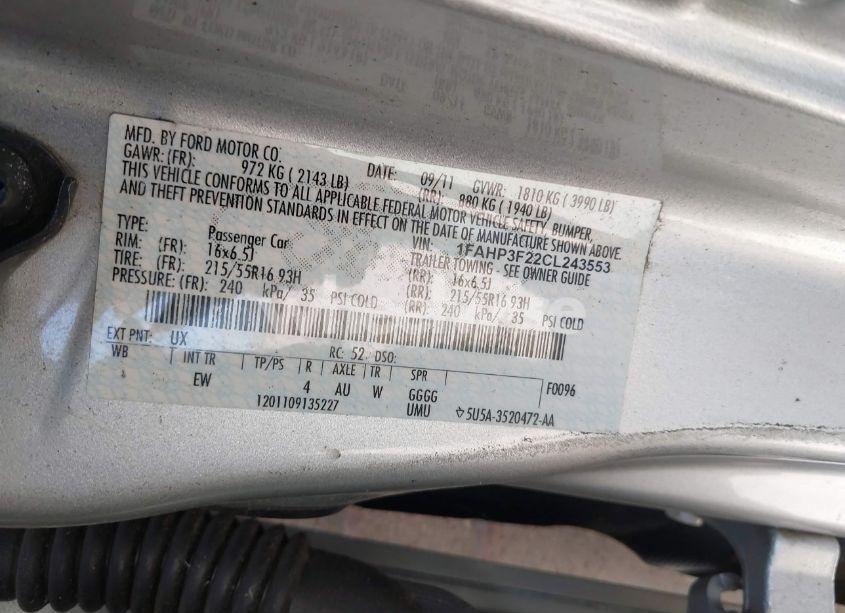 MFD. BY FORD MOTOR CO.
DATE: 09/11 GVWR: 1810 KG ( 3990 LB)
GAWR: (FR): 972 KG ( 2143 LB) (RR): 880 KG ( 1940 LB)
THIS VEHICLE CONFORMS TO ALL APPLICABLE FEDERAL MOTOR VEHICLE SAFETY, BUMPER,
AND THEFT PREVENTION STANDARDS IN EFFECT ON THE DATE OF MANUFACTURE SHOWN ABOVE.
VIN: 1FAHP3F22CL243553
TYPE: Passenger Car TRAILER TOWING - SEE OWNER GUIDE
RIM: (FR): 16x6.5J (RR): 16x6.5J
TIRE: (FR): 215/55R16 93H (RR): 215/55R16 93H
PRESSURE: (FR): 240 kPa/ 35 PSI COLD (RR): 240 kPa/ 35 PSI COLD
EXT PNT: UX RC: 52 DSO:
WB INT TR TP/PS R AXLE TR SPR
EW 4 AU W GGGG F0096
1201109135227 UMU 5U5A-3520472-AA